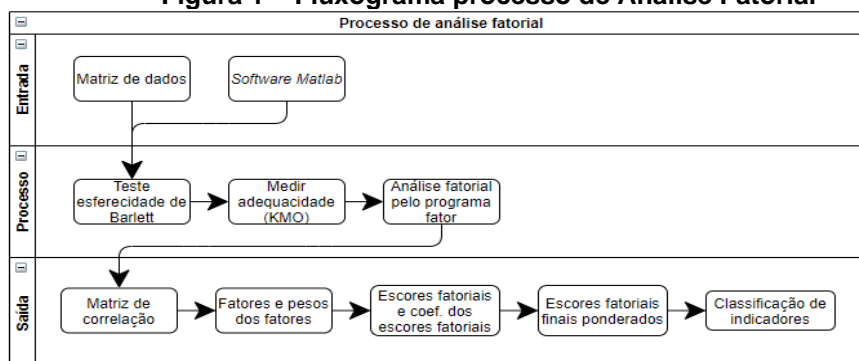 Figura 1 – Fluxograma processo de Análise Fatorial
Processo de análise fatorial
Entrada
Matriz de dados
Software Matlab
Processo
Teste
esferecidade de
Barlett
Medir
adequacidade
(KMO)
Análise fatorial
pelo programa
fator
Saída
Matriz de
correlação
Fatores e pesos
dos fatores
Escores fatoriais
e coef. dos
escores fatoriais
Escores fatoriais
finais ponderados
Classificação de
indicadores